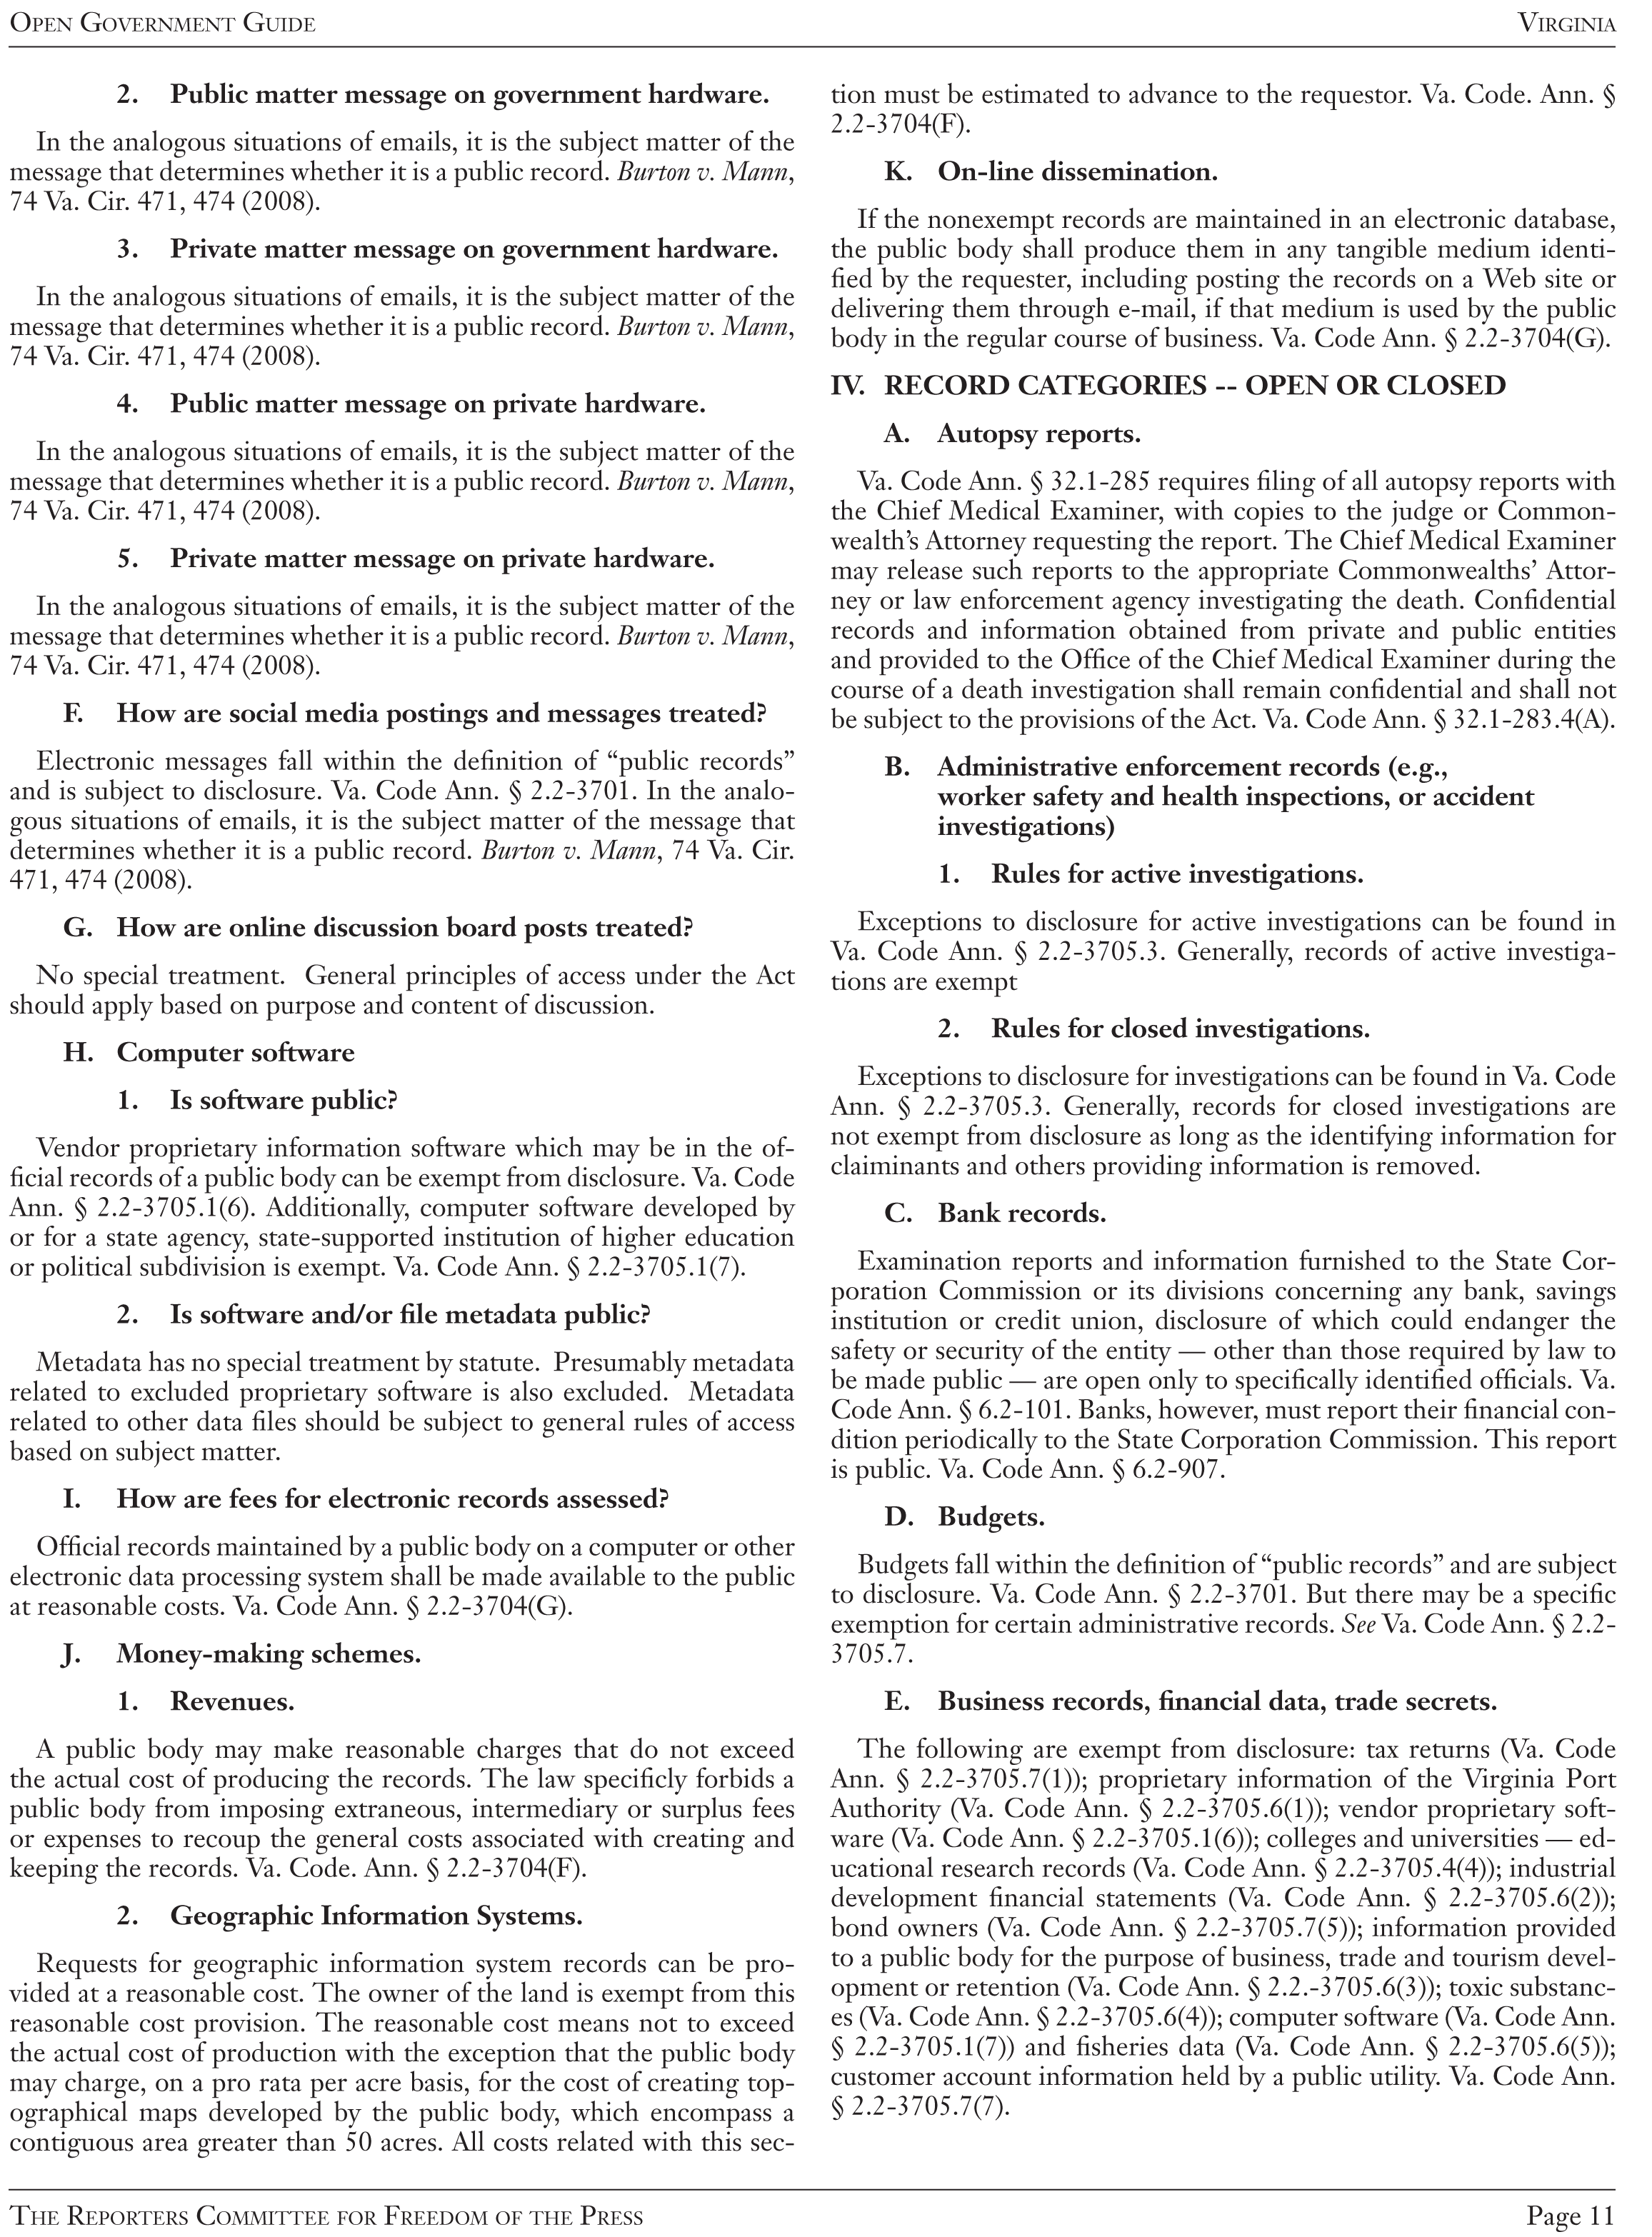 OPEN GOVERNMENT GUIDE
VIRGINIA
2. Public matter message on government hardware.
In the analogous situations of emails, it is the subject matter of the
message that determines whether it is a public record. Burton v. Mann,
74 Va. Cir. 471, 474 (2008).
3. Private matter message on government hardware.
In the analogous situations of emails, it is the subject matter of the
message that determines whether it is a public record. Burton v. Mann,
74 Va. Cir. 471, 474 (2008).
4. Public matter message on private hardware.
In the analogous situations of emails, it is the subject matter of the
message that determines whether it is a public record. Burton v. Mann,
74 Va. Cir. 471, 474 (2008).
5. Private matter message on private hardware.
In the analogous situations of emails, it is the subject matter of the
message that determines whether it is a public record. Burton v. Mann,
74 Va. Cir. 471, 474 (2008).
F. How are social media postings and messages treated?
Electronic messages fall within the definition of “public records”
and is subject to disclosure. Va. Code Ann. § 2.2-3701. In the analo-
gous situations of emails, it is the subject matter of the message that
determines whether it is a public record. Burton v. Mann, 74 Va. Cir.
471, 474 (2008).
G. How are online discussion board posts treated?
No special treatment. General principles of access under the Act
should apply based on purpose and content of discussion.
H. Computer software
1. Is software public?
Vendor proprietary information software which may be in the of-
ficial records of a public body can be exempt from disclosure. Va. Code
Ann. § 2.2-3705.1(6). Additionally, computer software developed by
or for a state agency, state-supported institution of higher education
or political subdivision is exempt. Va. Code Ann. § 2.2-3705.1(7).
2. Is software and/or file metadata public?
Metadata has no special treatment by statute. Presumably metadata
related to excluded proprietary software is also excluded. Metadata
related to other data files should be subject to general rules of access
based on subject matter.
I. How are fees for electronic records assessed?
Official records maintained by a public body on a computer or other
electronic data processing system shall be made available to the public
at reasonable costs. Va. Code Ann. § 2.2-3704(G).
J. Money-making schemes.
1. Revenues.
A public body may make reasonable charges that do not exceed
the actual cost of producing the records. The law specificly forbids a
public body from imposing extraneous, intermediary or surplus fees
or expenses to recoup the general costs associated with creating and
keeping the records. Va. Code. Ann. § 2.2-3704(F).
2. Geographic Information Systems.
Requests for geographic information system records can be pro-
vided at a reasonable cost. The owner of the land is exempt from this
reasonable cost provision. The reasonable cost means not to exceed
the actual cost of production with the exception that the public body
may charge, on a pro rata per acre basis, for the cost of creating top-
ographical maps developed by the public body, which encompass a
contiguous area greater than 50 acres. All costs related with this sec-
tion must be estimated to advance to the requestor. Va. Code. Ann. §
2.2-3704(F).
K. On-line dissemination.
If the nonexempt records are maintained in an electronic database,
the public body shall produce them in any tangible medium identi-
fied by the requester, including posting the records on a Web site or
delivering them through e-mail, if that medium is used by the public
body in the regular course of business. Va. Code Ann. § 2.2-3704(G).
IV. RECORD CATEGORIES -- OPEN OR CLOSED
A. Autopsy reports.
Va. Code Ann. § 32.1-285 requires filing of all autopsy reports with
the Chief Medical Examiner, with copies to the judge or Common-
wealth’s Attorney requesting the report. The Chief Medical Examiner
may release such reports to the appropriate Commonwealths’ Attor-
ney or law enforcement agency investigating the death. Confidential
records and information obtained from private and public entities
and provided to the Office of the Chief Medical Examiner during the
course of a death investigation shall remain confidential and shall not
be subject to the provisions of the Act. Va. Code Ann. § 32.1-283.4(A).
B. Administrative enforcement records (e.g.,
worker safety and health inspections, or accident
investigations)
1. Rules for active investigations.
Exceptions to disclosure for active investigations can be found in
Va. Code Ann. § 2.2-3705.3. Generally, records of active investiga-
tions are exempt
2. Rules for closed investigations.
Exceptions to disclosure for investigations can be found in Va. Code
Ann. § 2.2-3705.3. Generally, records for closed investigations are
not exempt from disclosure as long as the identifying information for
claiminants and others providing information is removed.
C. Bank records.
Examination reports and information furnished to the State Cor-
poration Commission or its divisions concerning any bank, savings
institution or credit union, disclosure of which could endanger the
safety or security of the entity — other than those required by law to
be made public — are open only to specifically identified officials. Va.
Code Ann. § 6.2-101. Banks, however, must report their financial con-
dition periodically to the State Corporation Commission. This report
is public. Va. Code Ann. § 6.2-907.
D. Budgets.
Budgets fall within the definition of “public records” and are subject
to disclosure. Va. Code Ann. § 2.2-3701. But there may be a specific
exemption for certain administrative records. See Va. Code Ann. § 2.2-
3705.7.
E. Business records, financial data, trade secrets.
The following are exempt from disclosure: tax returns (Va. Code
Ann. § 2.2-3705.7(1)); proprietary information of the Virginia Port
Authority (Va. Code Ann. § 2.2-3705.6(1)); vendor proprietary soft-
ware (Va. Code Ann. § 2.2-3705.1(6)); colleges and universities — ed-
ucational research records (Va. Code Ann. § 2.2-3705.4(4)); industrial
development financial statements (Va. Code Ann. § 2.2-3705.6(2));
bond owners (Va. Code Ann. § 2.2-3705.7(5)); information provided
to a public body for the purpose of business, trade and tourism devel-
opment or retention (Va. Code Ann. § 2.2.-3705.6(3)); toxic substanc-
es (Va. Code Ann. § 2.2-3705.6(4)); computer software (Va. Code Ann.
§ 2.2-3705.1(7)) and fisheries data (Va. Code Ann. § 2.2-3705.6(5));
customer account information held by a public utility. Va. Code Ann.
§ 2.2-3705.7(7).
THE REPORTERS COMMITTEE FOR FREEDOM OF THE PRESS
Page 11